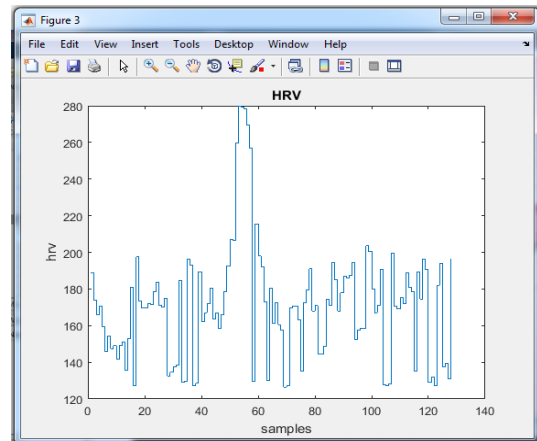 Figure 3
File Edit View Insert Tools Desktop Window Help
HRV
280
260
240
220
200
180
160
140
120
hrv
0 20 40 60 80 100 120 140
samples